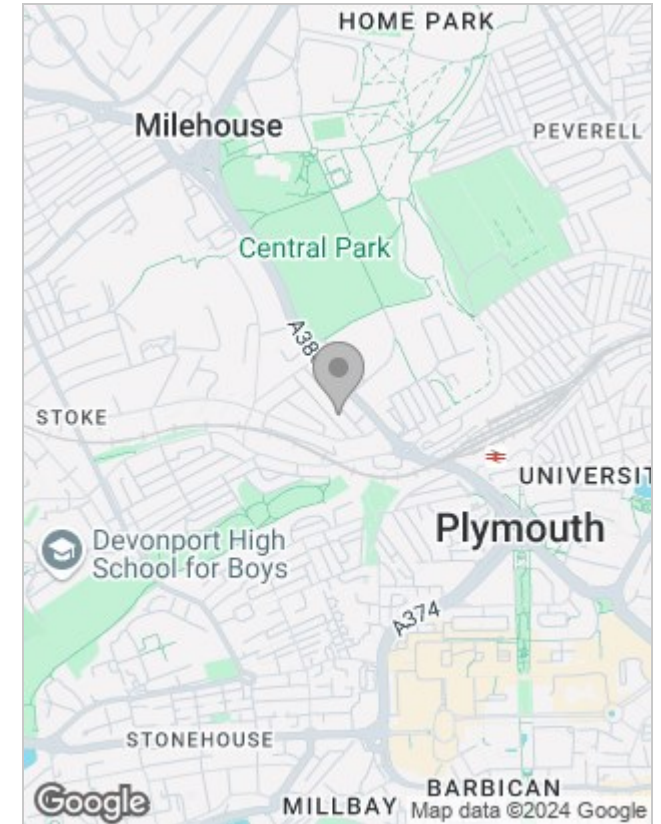 HOME PARK
Milehouse
PEVERELL
Central Park
A38
STOKE
UNIVERSIT
Plymouth
Devonport High
School for Boys
A374
STONEHOUSE
BARBICAN
MILLBAY
Google
Map data ©2024 Google